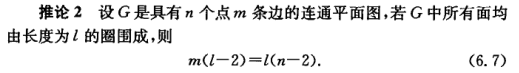 推论 2 设 G 是具有 n 个点 m 条边的连通平面图,若 G 中所有面均
由长度为 l 的圈围成,则
m(l-2)=l(n-2). (6.7)